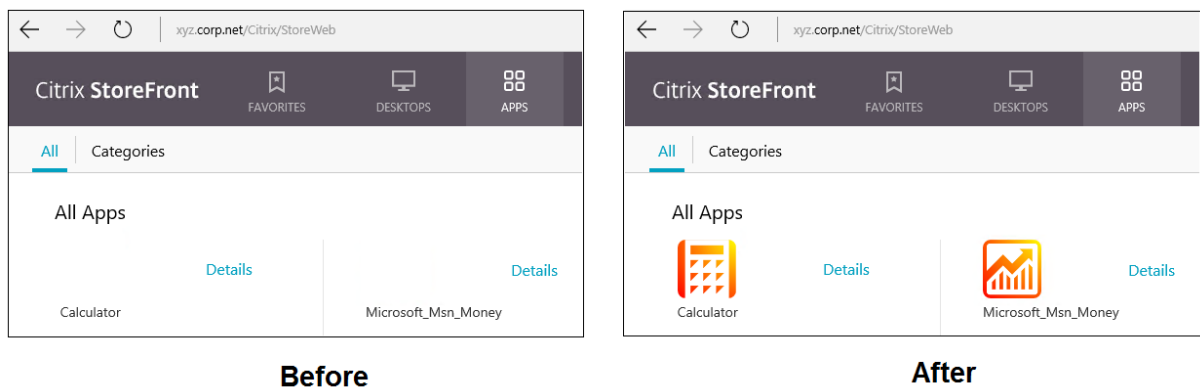 xyz.corp.net/Citrix/StoreWeb
Citrix StoreFront
FAVORITES
DESKTOPS
APPS
All
Categories
All Apps
Details
Details
Calculator
Microsoft_Msn_Money
Before
xyz.corp.net/Citrix/StoreWeb
Citrix StoreFront
FAVORITES
DESKTOPS
APPS
All
Categories
All Apps
Details
Details
Calculator
Microsoft_Msn_Money
After